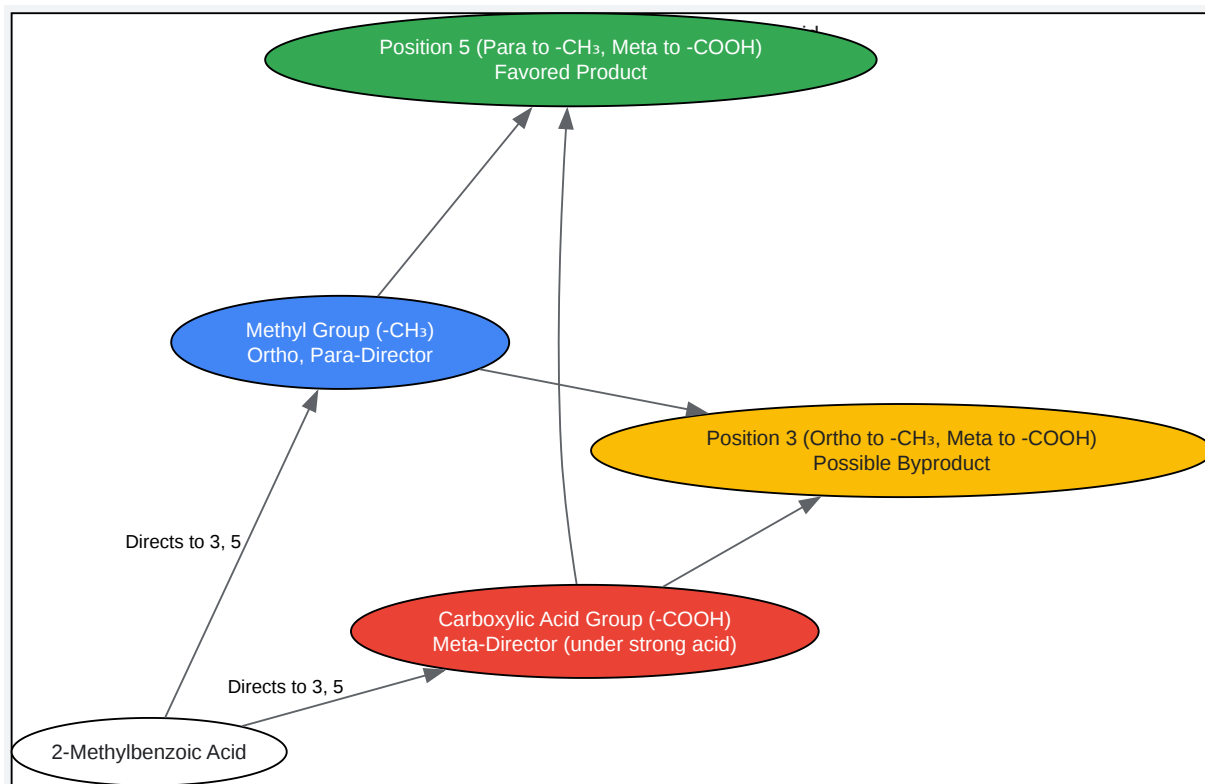 Position 5 (Para to -CH₃, Meta to -COOH)
Favored Product
Methyl Group (-CH₃)
Ortho, Para-Director
Position 3 (Ortho to -CH₃, Meta to -COOH)
Possible Byproduct
Directs to 3, 5
Carboxylic Acid Group (-COOH)
Meta-Director (under strong acid)
Directs to 3, 5
2-Methylbenzoic Acid